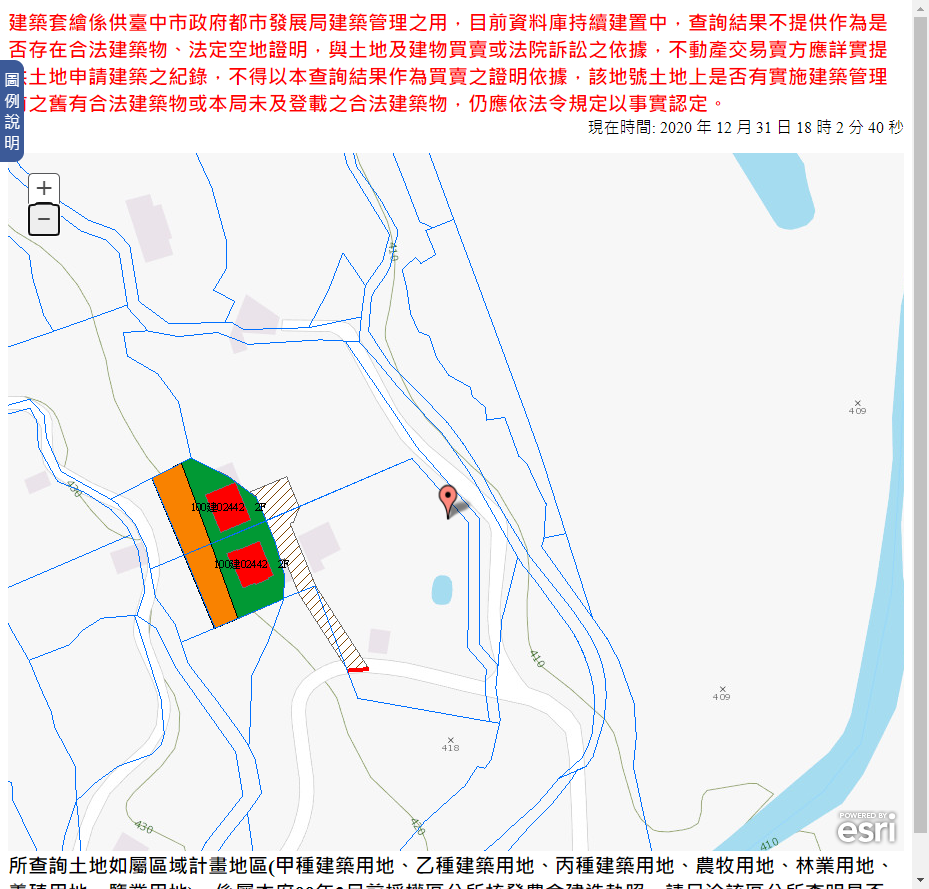 建築套繪係供臺中市政府都市發展局建築管理之用，目前資料庫持續建置中，查詢結果不提供作為是
否存在合法建築物、法定空地證明，與土地及建物買賣或法院訴訟之依據，不動產交易賣方應詳實提
土地申請建築之紀錄，不得以本查詢結果作為買賣之證明依據，該地號土地上是否有實施建築管理
之舊有合法建築物或本局未及登載之合法建築物，仍應依法令規定以事實認定。
圖例說明
現在時間: 2020 年 12 月 31 日 18 時 2 分 40 秒
+
−
410
409
430
100建02442 2F
100建02442 2F
410
409
418
430
420
410
POWERED BY
esri
所查詢土地如屬區域計畫地區(甲種建築用地、乙種建築用地、丙種建築用地、農牧用地、林業用地、